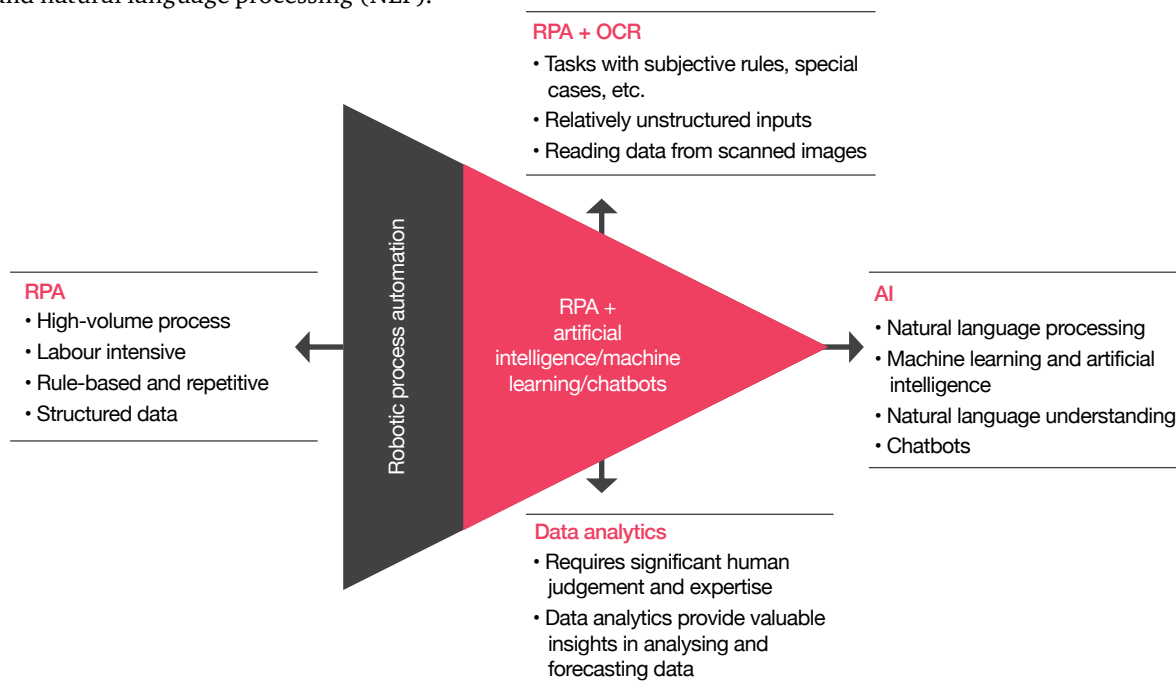 and natural language processing (NLP).
RPA + OCR
• Tasks with subjective rules, special
cases, etc.
• Relatively unstructured inputs
• Reading data from scanned images
RPA
• High-volume process
• Labour intensive
• Rule-based and repetitive
• Structured data
Robotic process automation
RPA +
artificial
intelligence/machine
learning/chatbots
AI
• Natural language processing
• Machine learning and artificial
intelligence
• Natural language understanding
• Chatbots
Data analytics
• Requires significant human
judgement and expertise
• Data analytics provide valuable
insights in analysing and
forecasting data